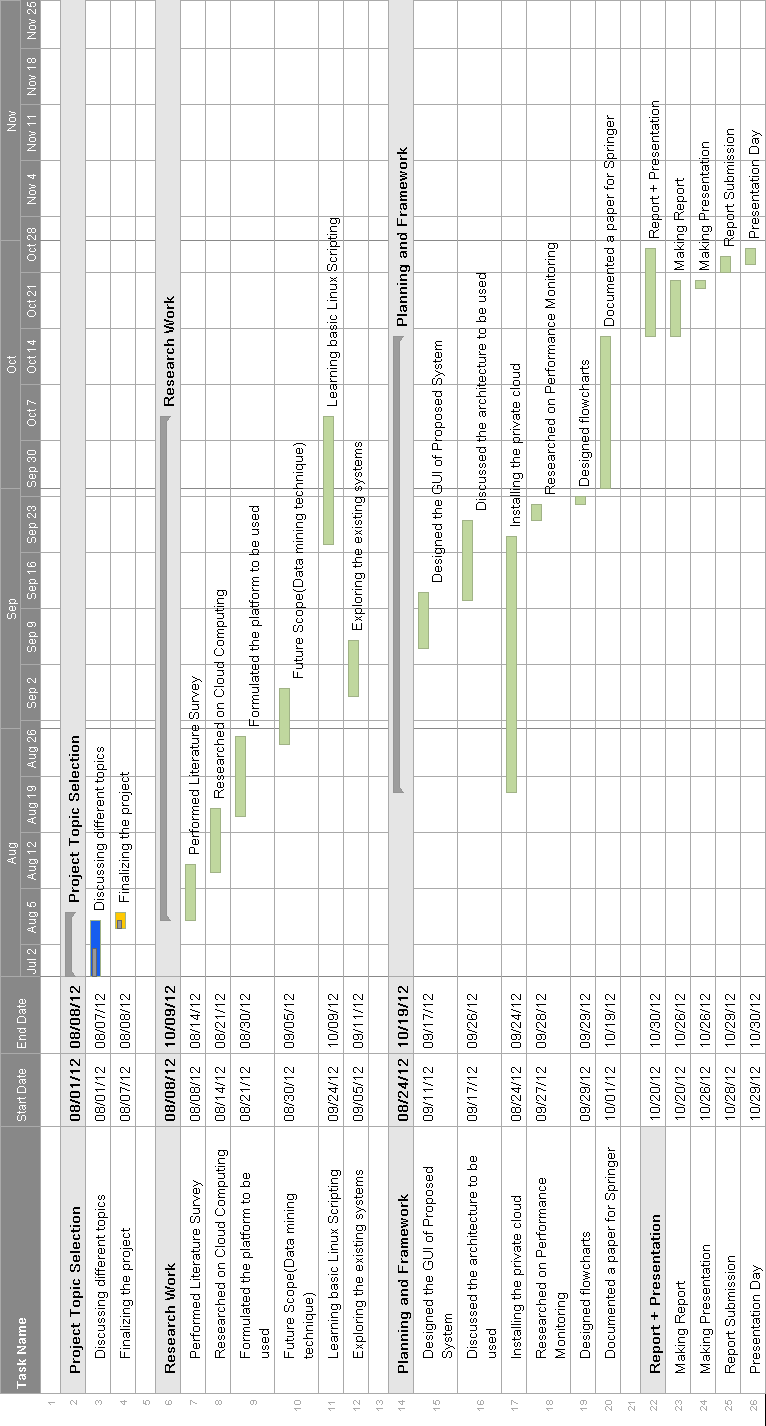 Aug Sep Oct Nov
Task Name Start Date End Date Jul 2 Aug 5 Aug 12 Aug 19 Aug 26 Sep 2 Sep 9 Sep 16 Sep 23 Sep 30 Oct 7 Oct 14 Oct 21 Oct 28 Nov 4 Nov 11 Nov 18 Nov 25
1
2 Project Topic Selection 08/01/12 08/08/12 Project Topic Selection
3 Discussing different topics 08/01/12 08/07/12 Discussing different topics
4 Finalizing the project 08/07/12 08/08/12 Finalizing the project
5
6 Research Work 08/08/12 10/09/12 Research Work
7 Performed Literature Survey 08/08/12 08/14/12 Performed Literature Survey
8 Researched on Cloud Computing 08/14/12 08/21/12 Researched on Cloud Computing
9 Formulated the platform to be 08/21/12 08/30/12 Formulated the platform to be used
used
10 Future Scope(Data mining 08/30/12 09/05/12 Future Scope(Data mining technique)
technique)
11 Learning basic Linux Scripting 09/24/12 10/09/12 Learning basic Linux Scripting
12 Exploring the existing systems 09/05/12 09/11/12 Exploring the existing systems
13
14 Planning and Framework 08/24/12 10/19/12 Planning and Framework
15 Designed the GUI of Proposed 09/11/12 09/17/12 Designed the GUI of Proposed System
System
16 Discussed the architecture to be 09/17/12 09/26/12 Discussed the architecture to be used
used
17 Installing the private cloud 08/24/12 09/24/12 Installing the private cloud
18 Researched on Performance 09/27/12 09/28/12 Researched on Performance Monitoring
Monitoring
19 Designed flowcharts 09/29/12 09/29/12 Designed flowcharts
20 Documented a paper for Springer 10/01/12 10/19/12 Documented a paper for Springer
21
22 Report + Presentation 10/20/12 10/30/12 Report + Presentation
23 Making Report 10/20/12 10/26/12 Making Report
24 Making Presentation 10/26/12 10/26/12 Making Presentation
25 Report Submission 10/28/12 10/29/12 Report Submission
26 Presentation Day 10/29/12 10/30/12 Presentation Day